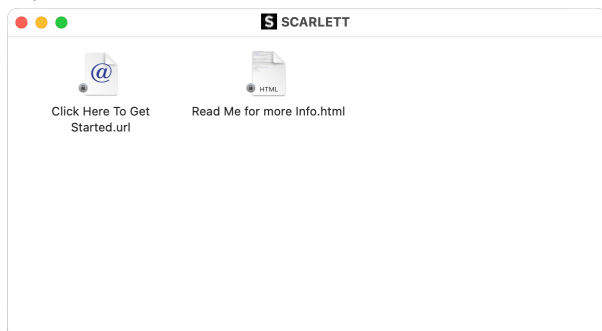 S SCARLETT
@
HTML
Click Here To Get
Started.url
Read Me for more Info.html